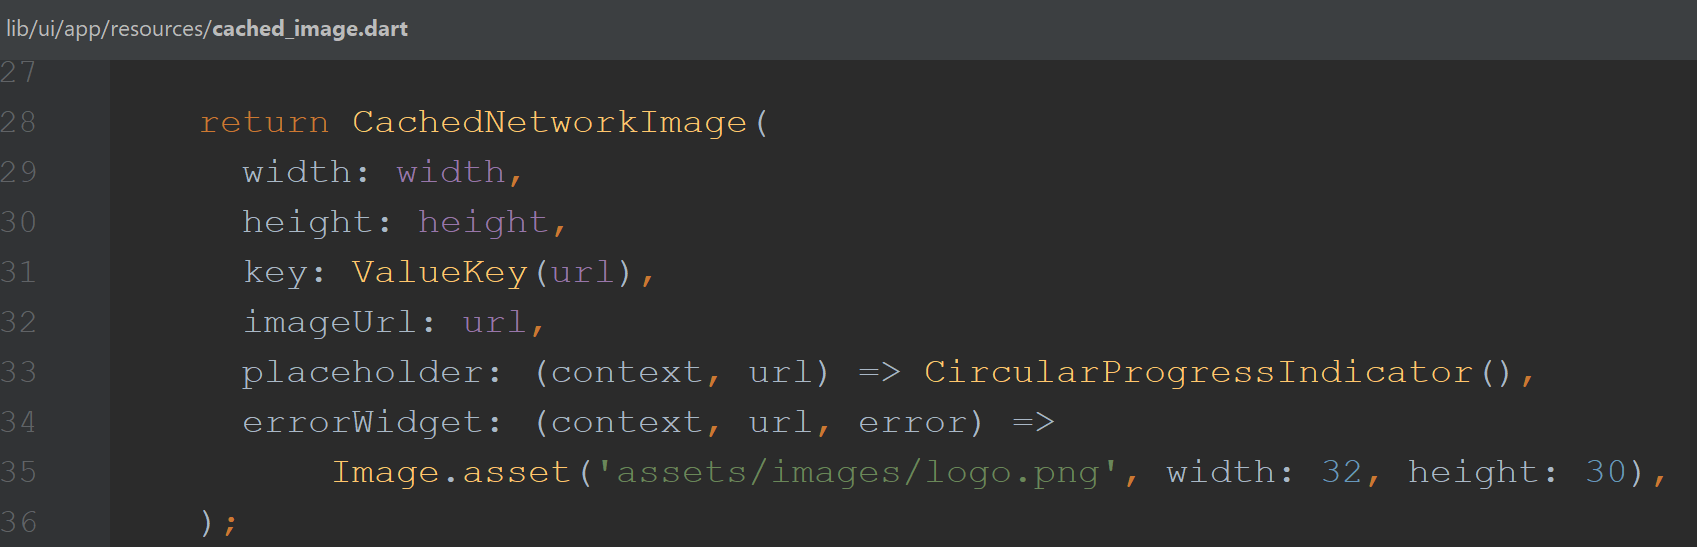 lib/ui/app/resources/cached_image.dart
27
28 return CachedNetworkImage(
29 width: width,
30 height: height,
31 key: ValueKey(url),
32 imageUrl: url,
33 placeholder: (context, url) => CircularProgressIndicator(),
34 errorWidget: (context, url, error) =>
35 Image.asset('assets/images/logo.png', width: 32, height: 30),
36 );